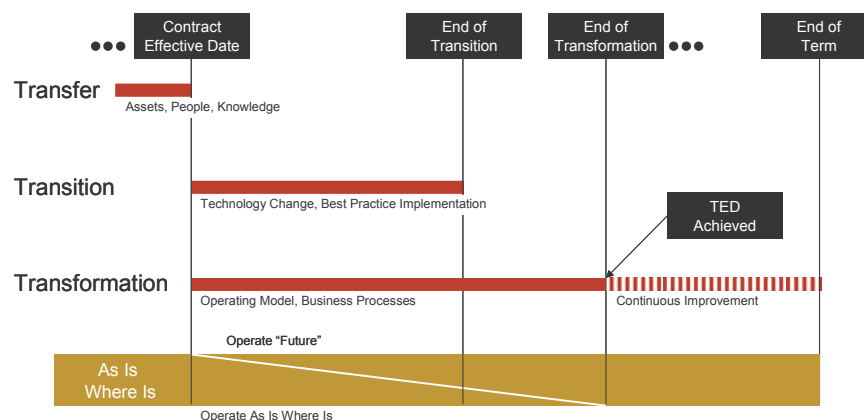 Contract
Effective Date
End of
Transition
End of
Transformation
End of
Term
Transfer
Assets, People, Knowledge
Transition
Technology Change, Best Practice Implementation
TED
Achieved
Transformation
Operating Model, Business Processes
Continuous Improvement
Operate “Future”
As Is
Where Is
Operate As Is Where Is